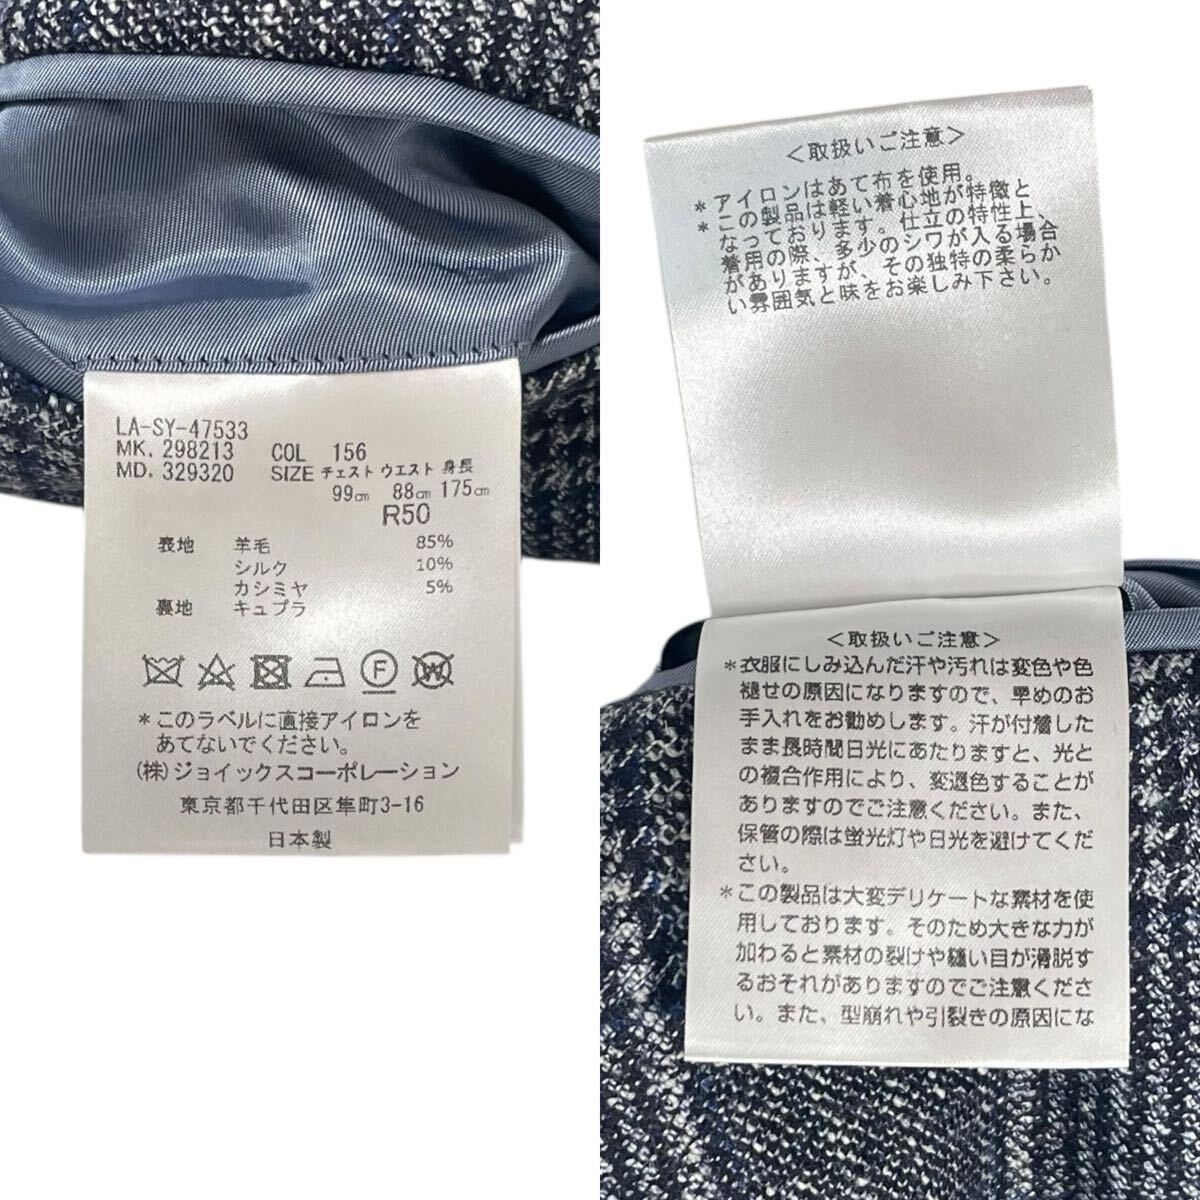 LA-SY-47533
MK. 298213 COL 156
MD. 329320 SIZE チェスト ウエスト 身長
99cm 88cm 175cm
R50
表地 羊毛 85%
シルク 10%
カシミヤ 5%
裏地 キュプラ
F
W
*このラベルに直接アイロンを
あてないでください。
(株)ジョイックスコーポレーション
東京都千代田区隼町3-16
日本製
<取扱いご注意>
*アイロンはあて布を使用。
*この製品は軽い着心地が特徴と
なっております。仕立の特性上、
着用の際、多少のシワが入る場合
がありますが、その独特の柔らか
い雰囲気と味をお楽しみ下さい。
<取扱いご注意>
*衣服にしみ込んだ汗や汚れは変色や色
褪せの原因になりますので、早めのお
手入れをお勧めします。汗が付着した
まま長時間日光にあたりますと、光と
の複合作用により、変退色することが
ありますのでご注意ください。また、
保管の際は蛍光灯や日光を避けてくだ
さい。
*この製品は大変デリケートな素材を使
用しております。そのため大きな力が
加わると素材の裂けや縫い目が滑脱す
るおそれがありますのでご注意くださ
い。また、型崩れや引裂きの原因にな